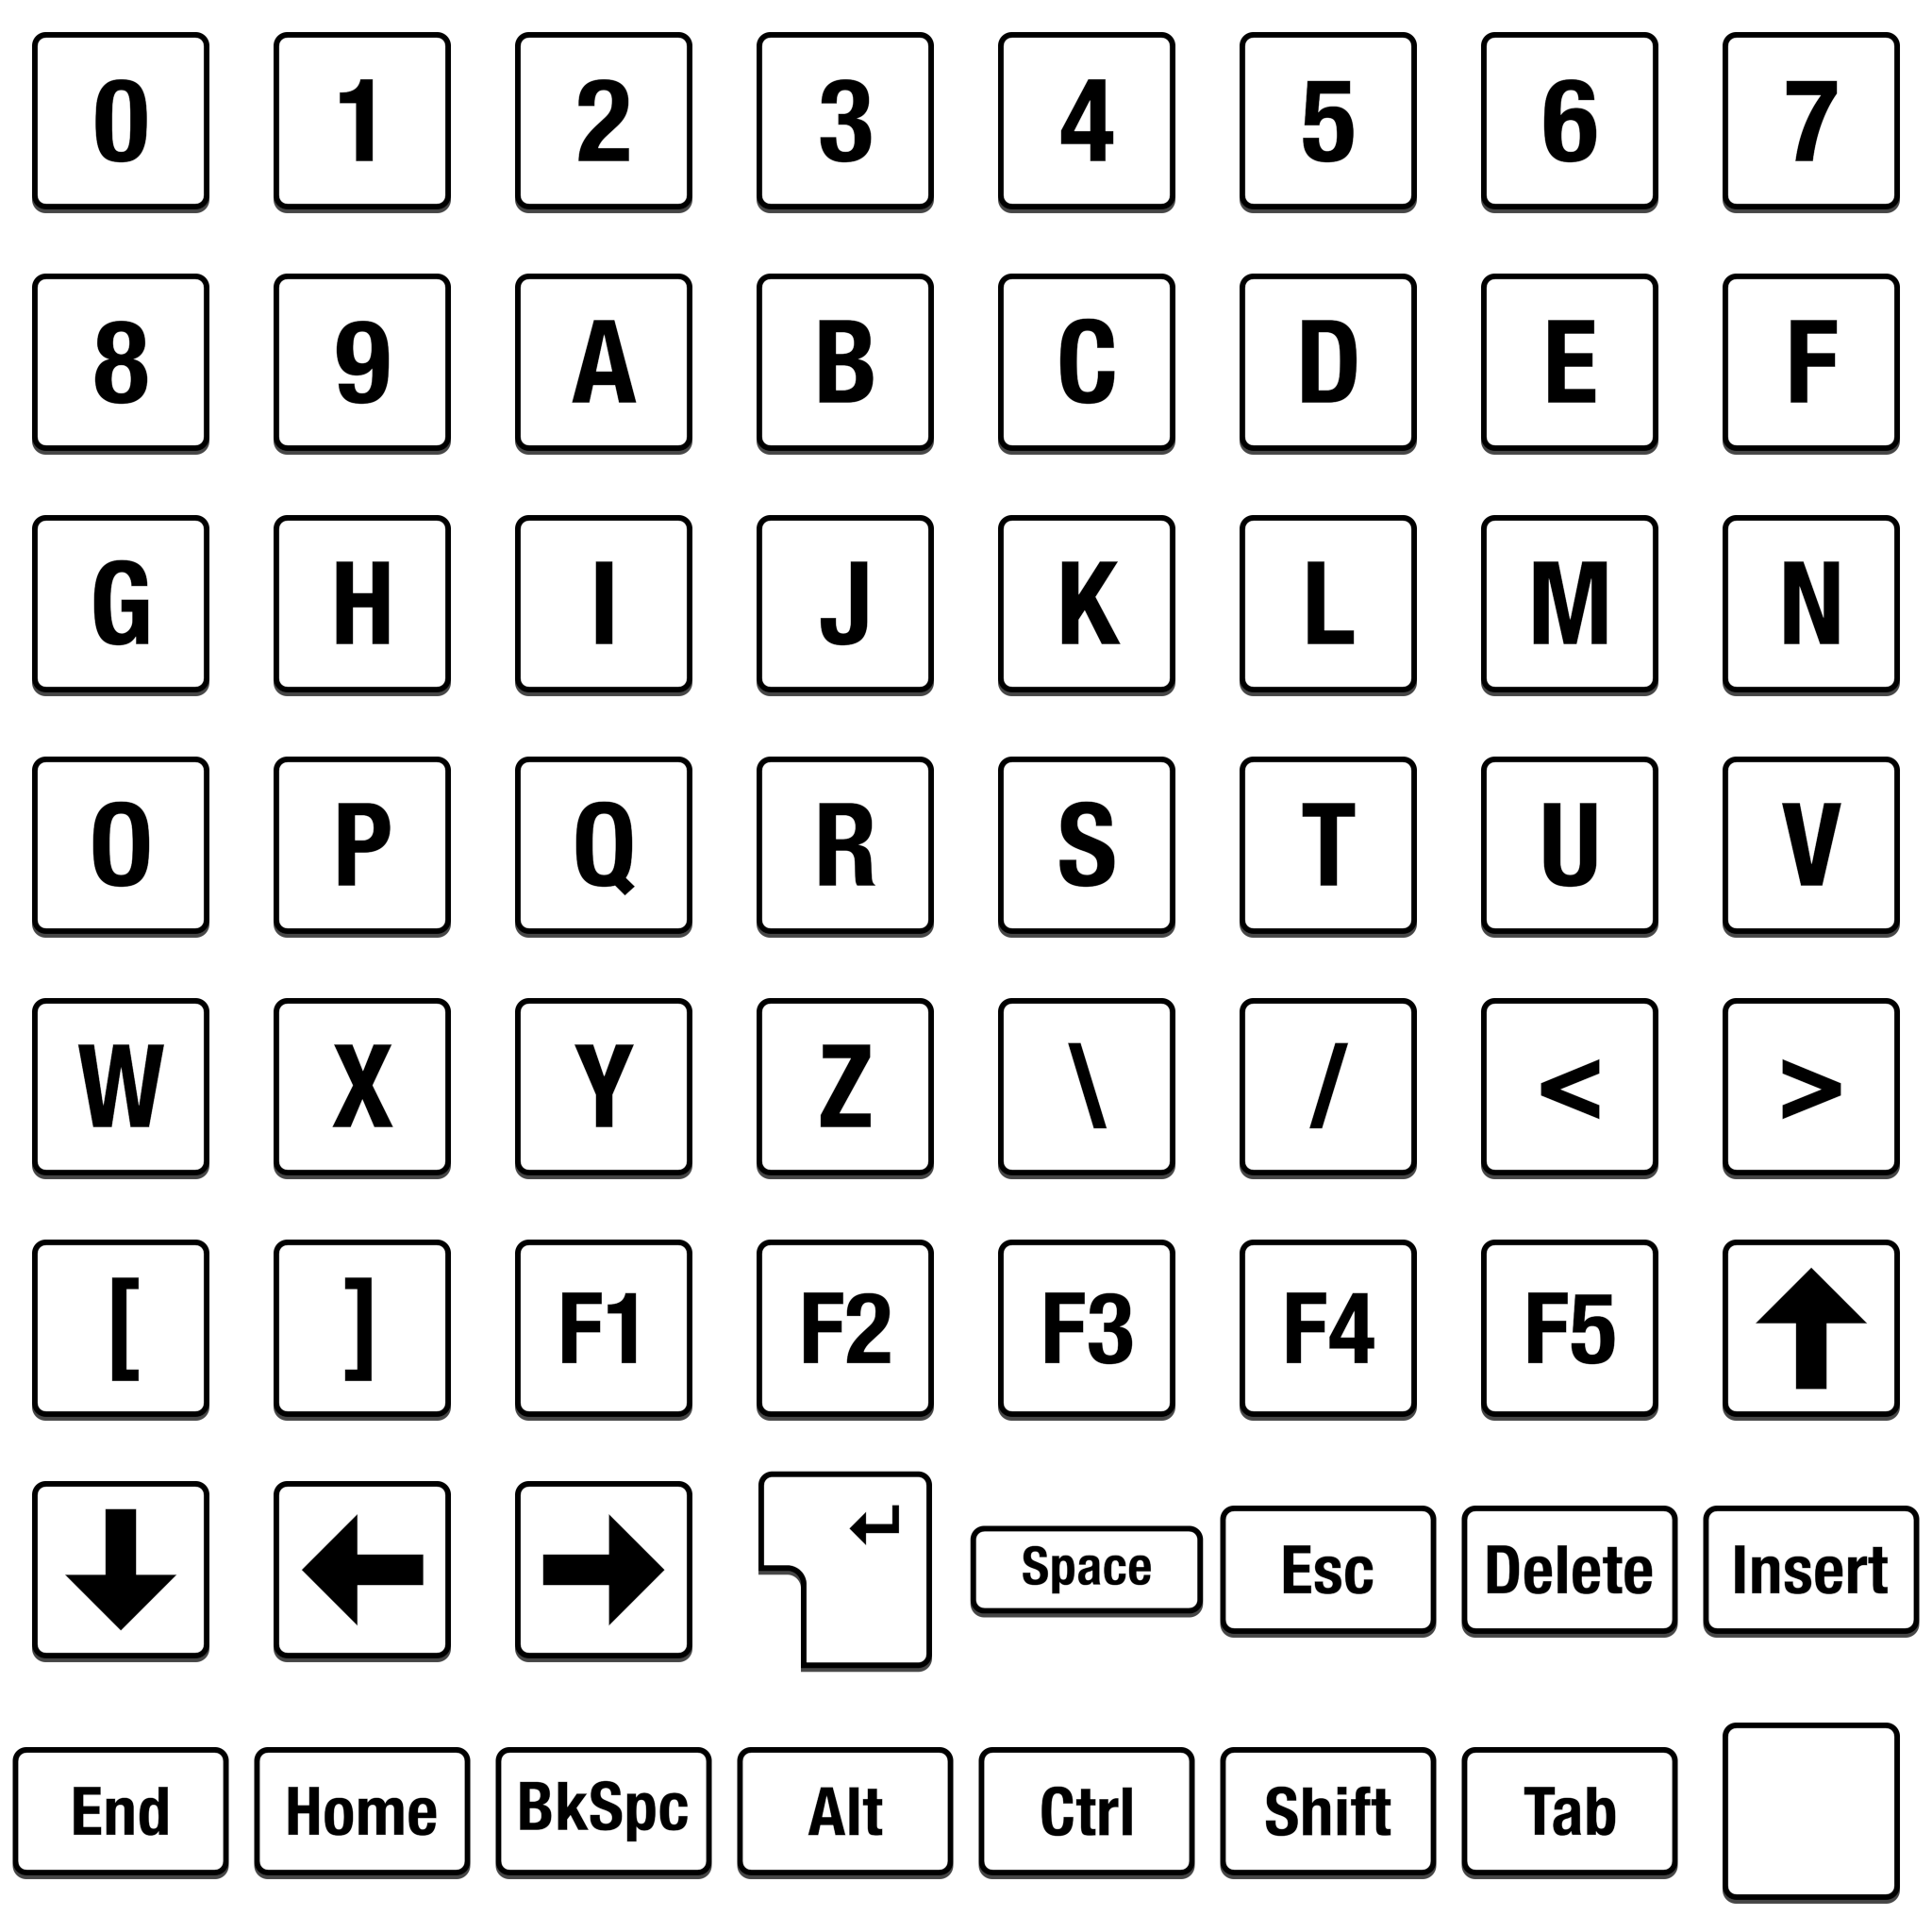 0 1 2 3 4 5 6 7
8 9 A B C D E F
G H I J K L M N
O P Q R S T U V
W X Y Z \ / < >
[ ] F1 F2 F3 F4 F5 ↑
↓ ← → ↵ Space Esc Delete Insert
End Home BkSpc Alt Ctrl Shift Tab